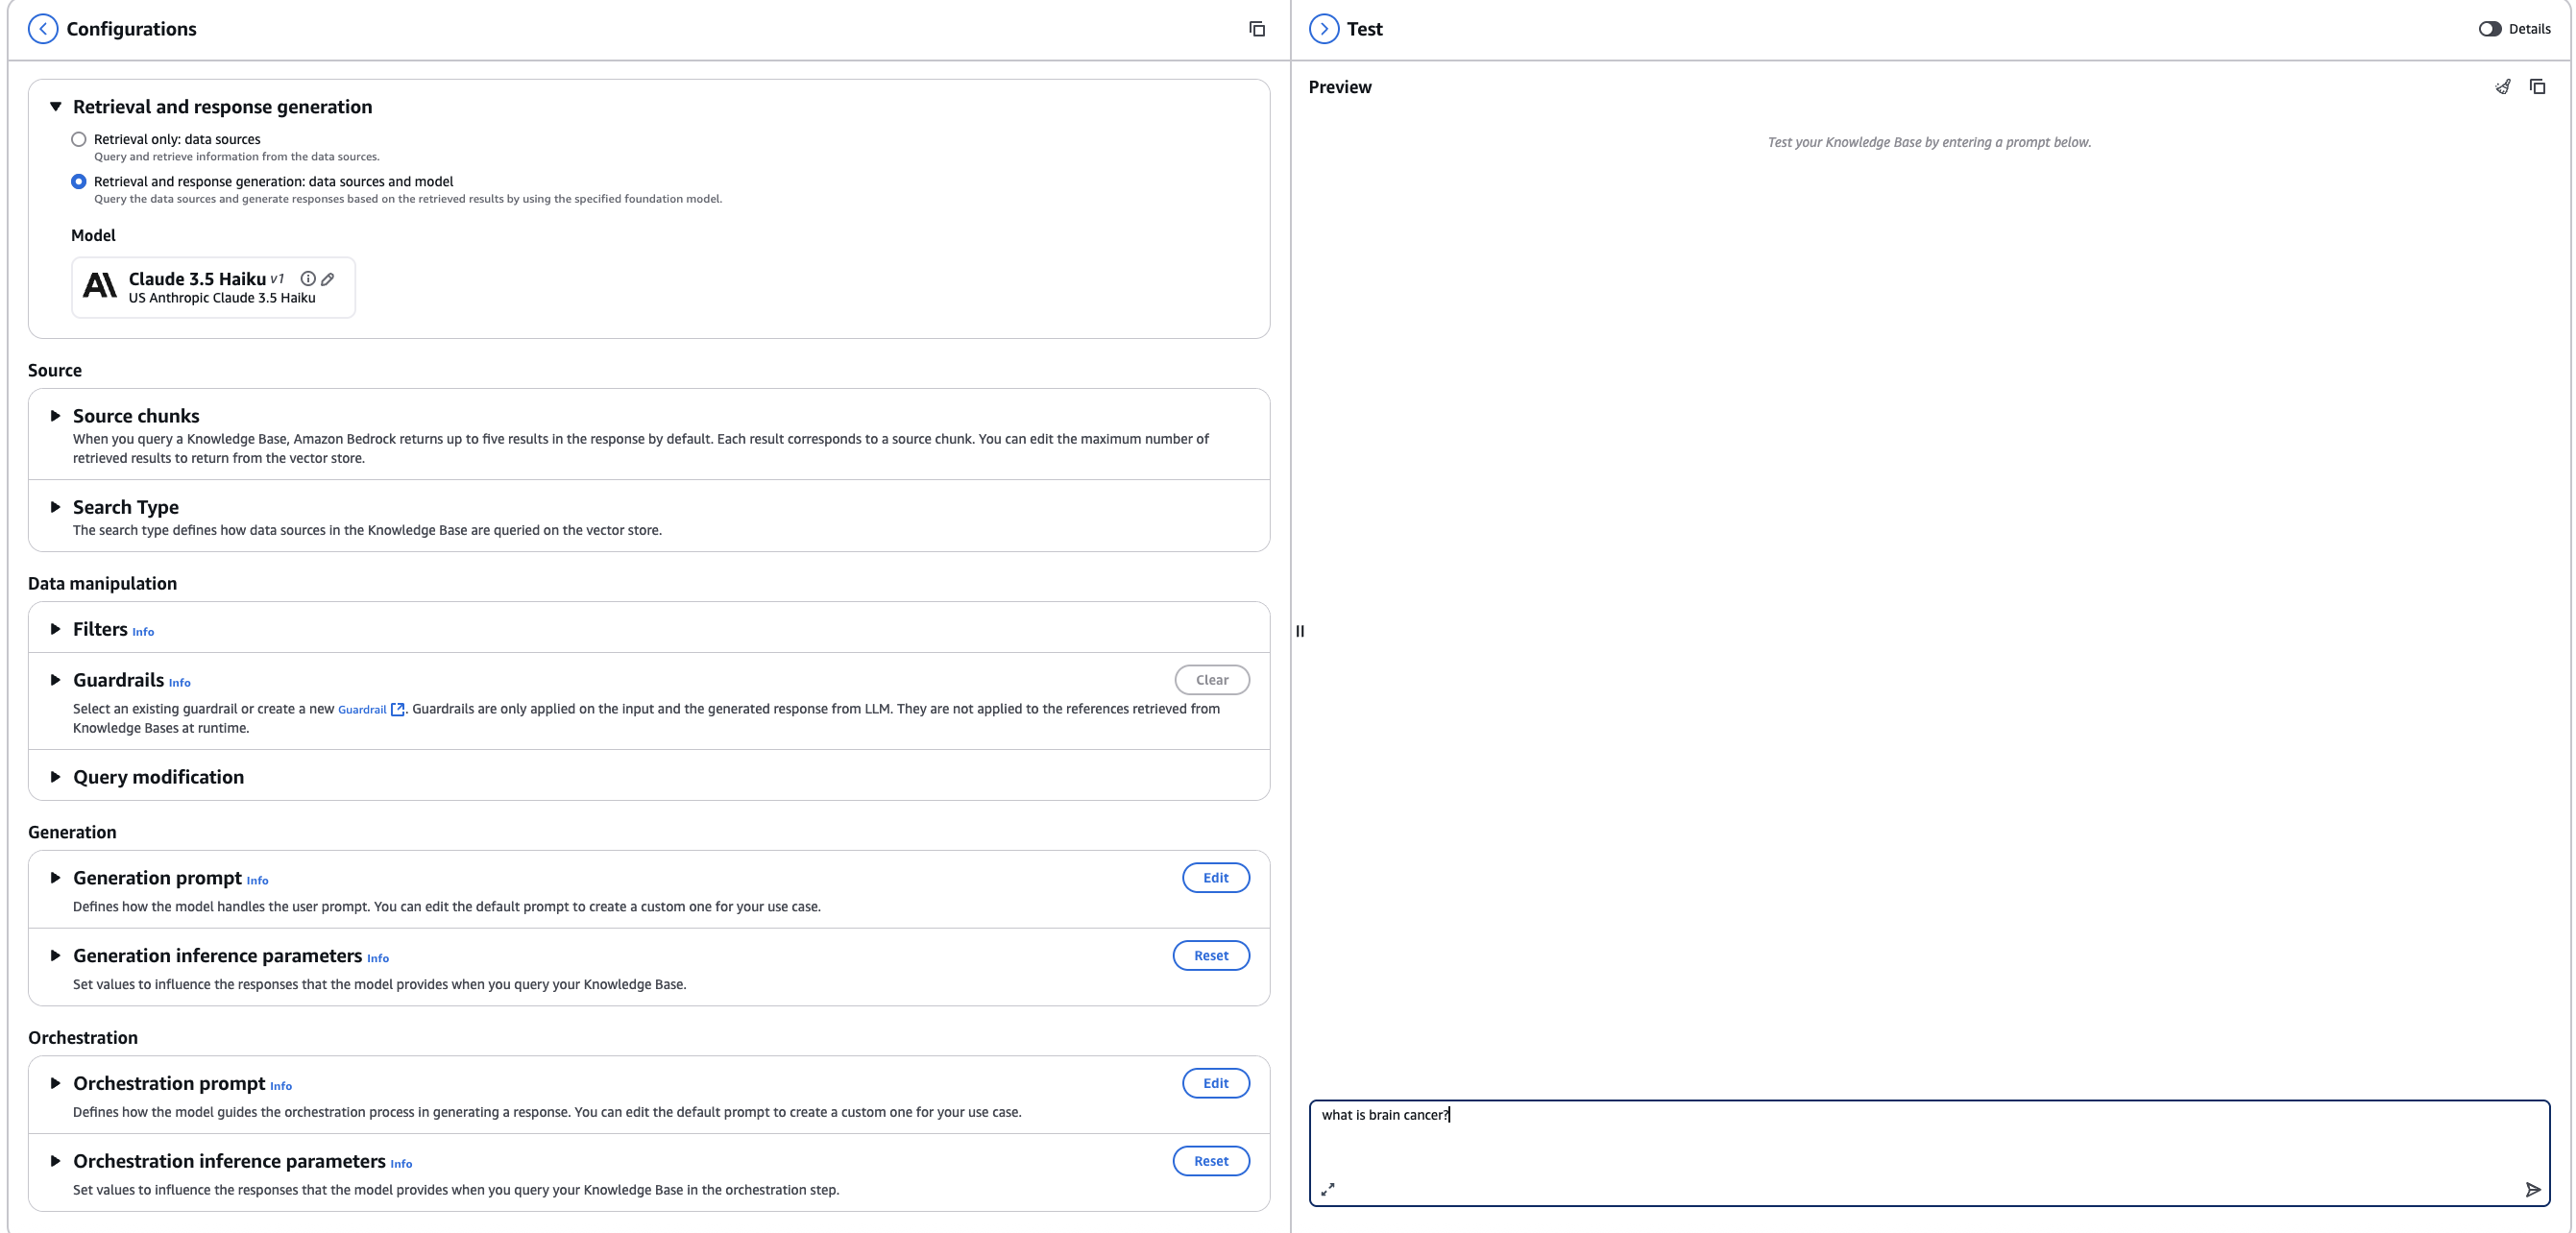 Configurations
Retrieval and response generation
Retrieval only: data sources
Query and retrieve information from the data sources.
Retrieval and response generation: data sources and model
Query the data sources and generate responses based on the retrieved results by using the specified foundation model.
Model
Claude 3.5 Haiku v1
US Anthropic Claude 3.5 Haiku
Source
Source chunks
When you query a Knowledge Base, Amazon Bedrock returns up to five results in the response by default. Each result corresponds to a source chunk. You can edit the maximum number of
retrieved results to return from the vector store.
Search Type
The search type defines how data sources in the Knowledge Base are queried on the vector store.
Data manipulation
Filters Info
Guardrails Info
Clear
Select an existing guardrail or create a new Guardrail. Guardrails are only applied on the input and the generated response from LLM. They are not applied to the references retrieved from
Knowledge Bases at runtime.
Query modification
Generation
Generation prompt Info
Edit
Defines how the model handles the user prompt. You can edit the default prompt to create a custom one for your use case.
Generation inference parameters Info
Reset
Set values to influence the responses that the model provides when you query your Knowledge Base.
Orchestration
Orchestration prompt Info
Edit
Defines how the model guides the orchestration process in generating a response. You can edit the default prompt to create a custom one for your use case.
Orchestration inference parameters Info
Reset
Set values to influence the responses that the model provides when you query your Knowledge Base in the orchestration step.
Test
Details
Preview
Test your Knowledge Base by entering a prompt below.
what is brain cancer?